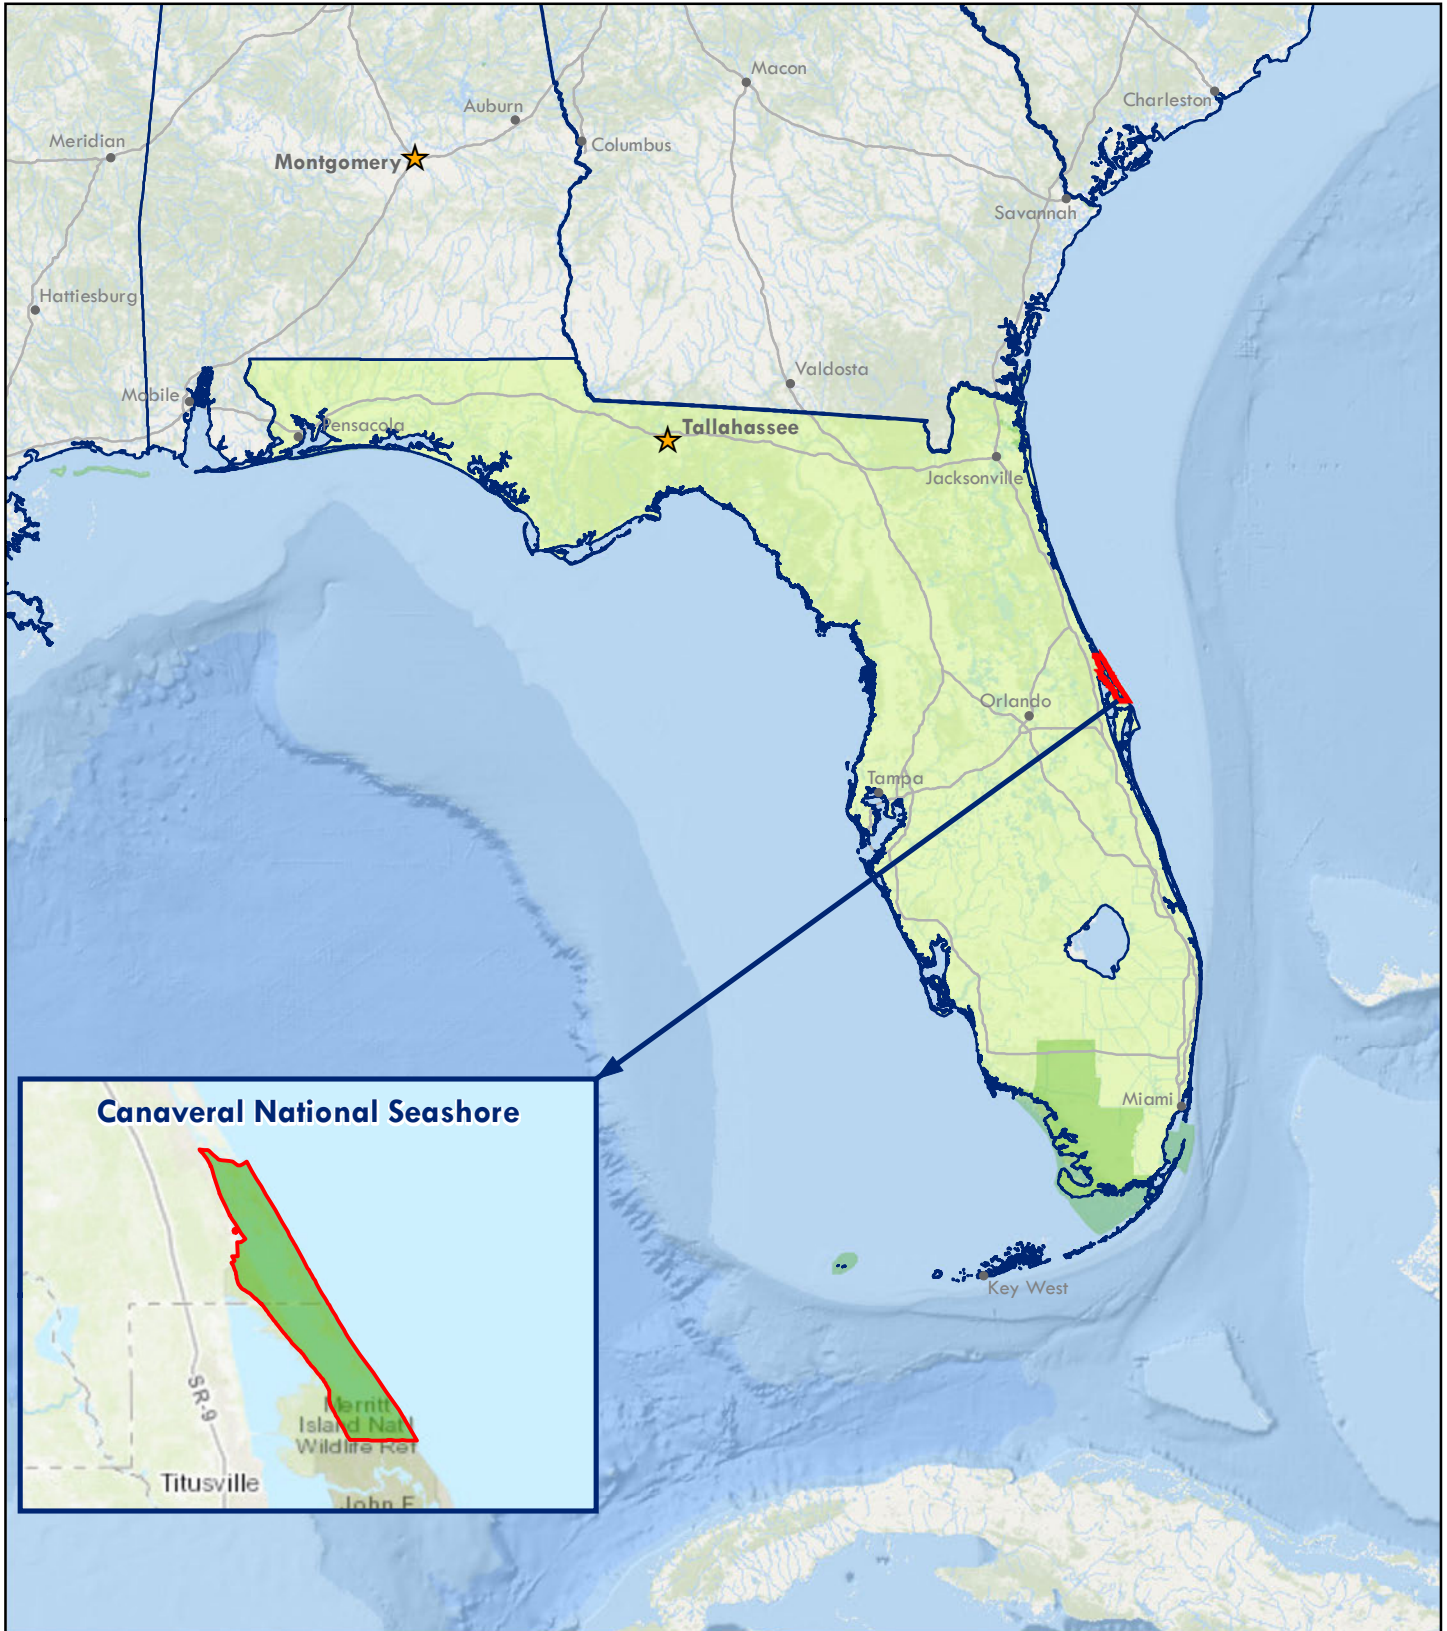 Macon
Charleston
Auburn
Meridian
Columbus
Montgomery
Savannah
Hattiesburg
Valdosta
Mobile
Pensacola
Tallahassee
Jacksonville
Orlando
Tampa
Miami
Key West
Canaveral National Seashore
SR-9
Merritt
Island Nat'l
Wildlife Ref
Titusville
John F